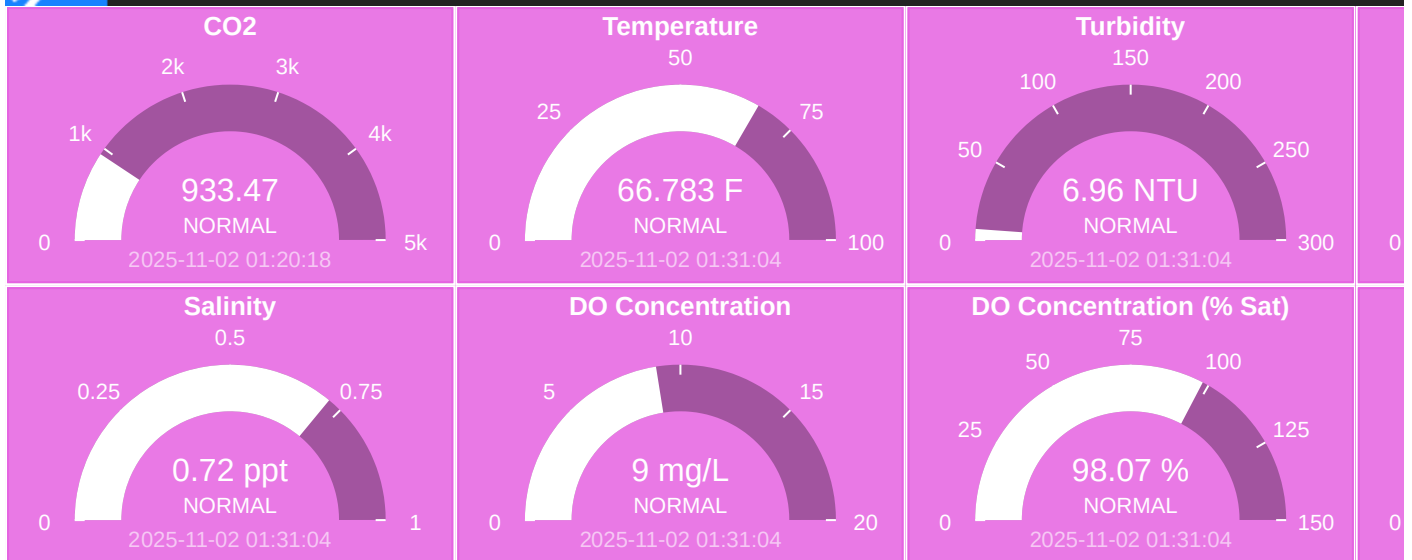 CO2
0
1k
2k
3k
4k
5k
933.47
NORMAL
2025-11-02 01:20:18
Temperature
0
25
50
75
100
66.783 F
NORMAL
2025-11-02 01:31:04
Turbidity
0
50
100
150
200
250
300
6.96 NTU
NORMAL
2025-11-02 01:31:04
0
Salinity
0
0.25
0.5
0.75
1
0.72 ppt
NORMAL
2025-11-02 01:31:04
DO Concentration
0
5
10
15
20
9 mg/L
NORMAL
2025-11-02 01:31:04
DO Concentration (% Sat)
0
25
50
75
100
125
150
98.07 %
NORMAL
2025-11-02 01:31:04
0